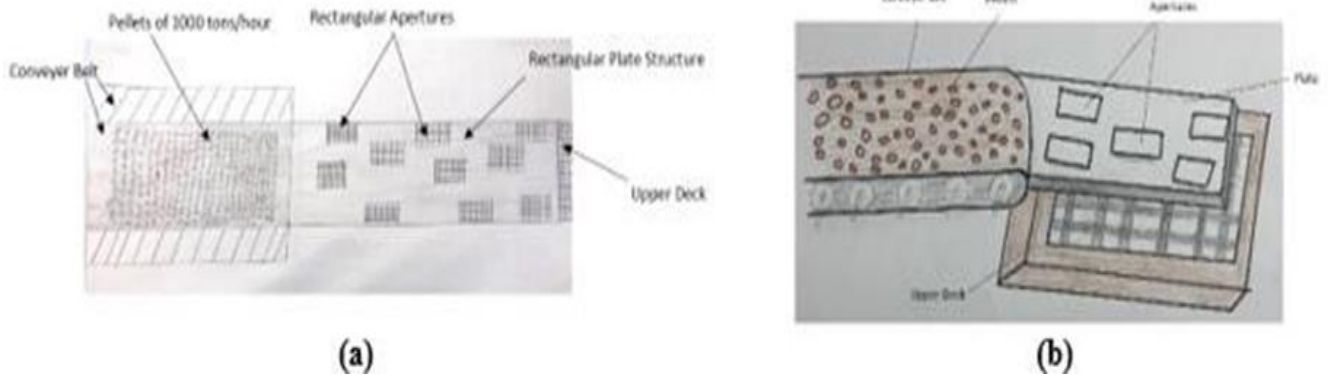 Pellets of 1000 tons/hour
Rectangular Apertures
Conveyer Belt
Rectangular Plate Structure
Upper Deck
Apertures
Plate
Upper Deck
(a)
(b)